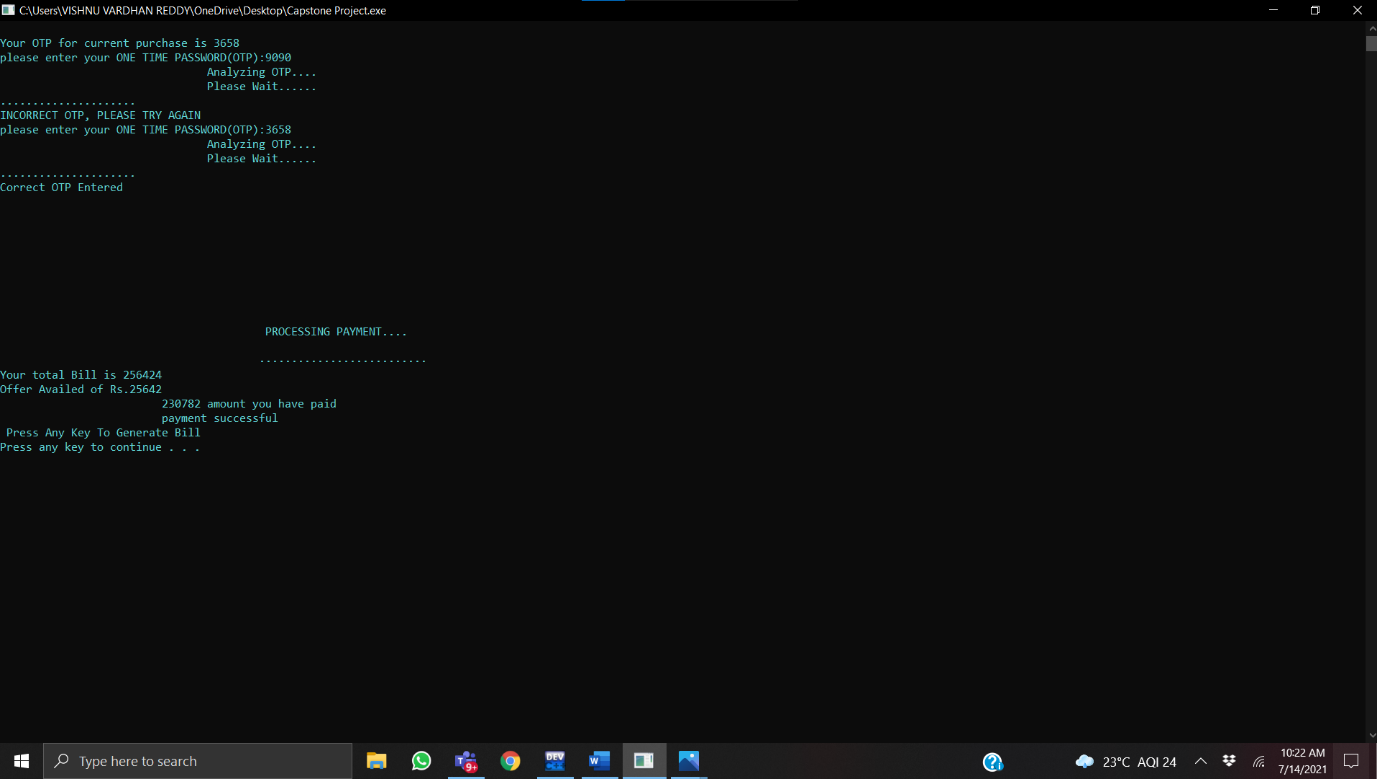 C:\Users\VISHNU VARDHAN REDDY\OneDrive\Desktop\Capstone Project.exe
Your OTP for current purchase is 3658
please enter your ONE TIME PASSWORD(OTP):9090
Analyzing OTP....
Please Wait......
.....................
INCORRECT OTP, PLEASE TRY AGAIN
please enter your ONE TIME PASSWORD(OTP):3658
Analyzing OTP....
Please Wait......
.....................
Correct OTP Entered
PROCESSING PAYMENT....
..........................
Your total Bill is 256424
Offer Availed of Rs.25642
230782 amount you have paid
payment successful
Press Any Key To Generate Bill
Press any key to continue . . .
Type here to search
T
9+
DEV
C++
W
?
23°C AQI 24
10:22 AM
7/14/2021